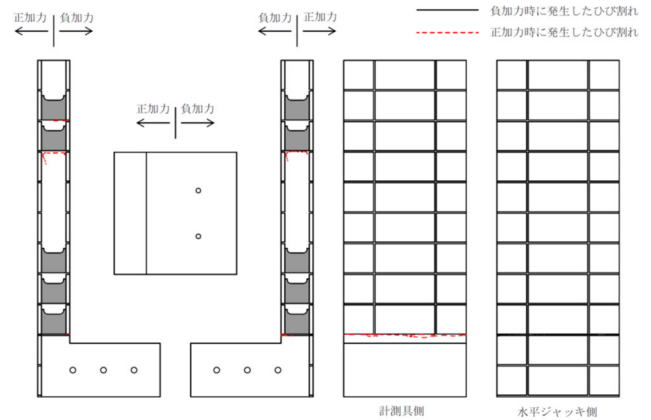 負加力時に発生したひび割れ
正加力時に発生したひび割れ
正加力 負加力
負加力 正加力
正加力 負加力
計測具側
水平ジャッキ側